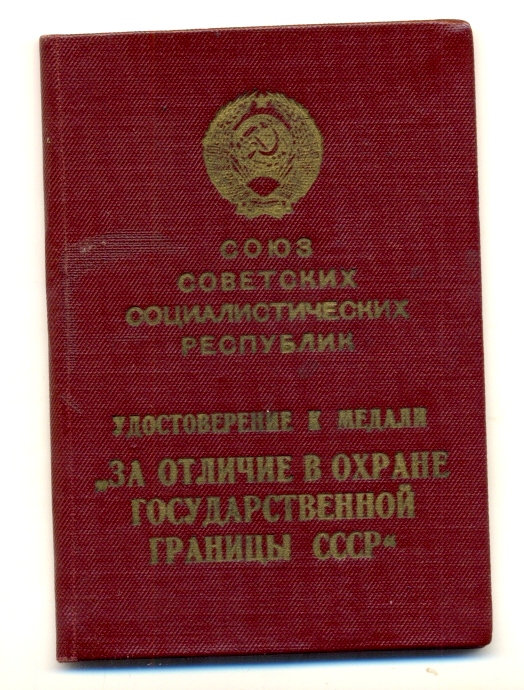 СОЮЗ
СОВЕТСКИХ
СОЦИАЛИСТИЧЕСКИХ
РЕСПУБЛИК
УДОСТОВЕРЕНИЕ К МЕДАЛИ
„ЗА ОТЛИЧИЕ В ОХРАНЕ
ГОСУДАРСТВЕННОЙ
ГРАНИЦЫ СССР“